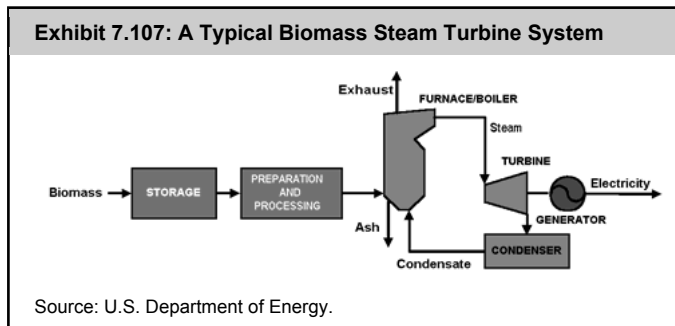 Exhibit 7.107: A Typical Biomass Steam Turbine System
Exhaust
FURNACE/BOILER
Steam
TURBINE
Biomass
STORAGE
PREPARATION
AND
PROCESSING
Electricity
GENERATOR
Ash
CONDENSER
Condensate
Source: U.S. Department of Energy.